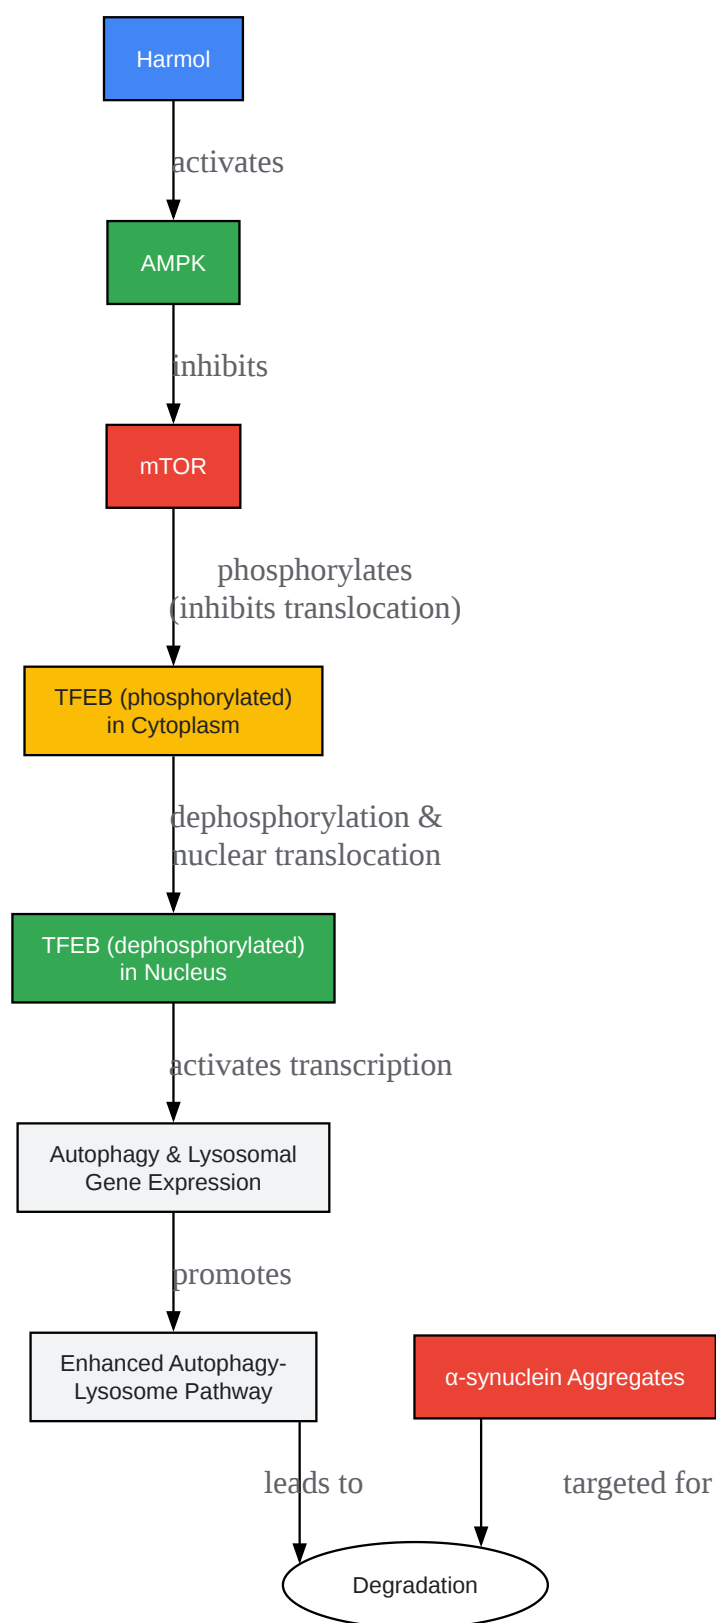 Harmol
activates
AMPK
inhibits
mTOR
phosphorylates
(inhibits translocation)
TFEB (phosphorylated)
in Cytoplasm
dephosphorylation &
nuclear translocation
TFEB (dephosphorylated)
in Nucleus
activates transcription
Autophagy & Lysosomal
Gene Expression
promotes
Enhanced Autophagy-
Lysosome Pathway
α-synuclein Aggregates
leads to
targeted for
Degradation